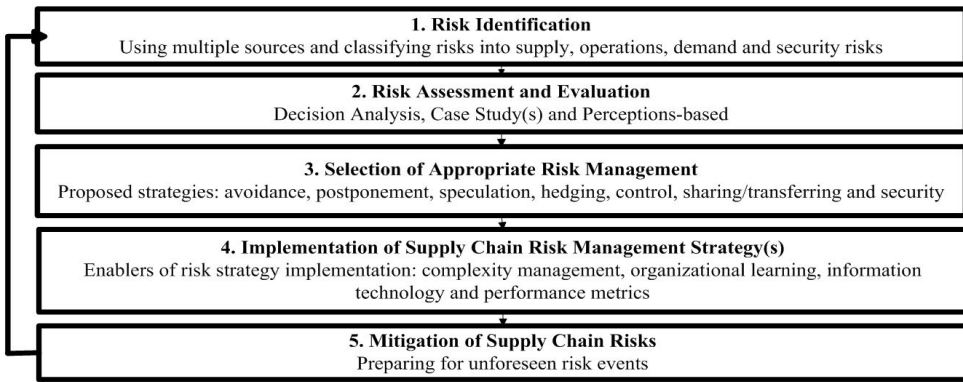 1. Risk Identification
Using multiple sources and classifying risks into supply, operations, demand and security risks
2. Risk Assessment and Evaluation
Decision Analysis, Case Study(s) and Perceptions-based
3. Selection of Appropriate Risk Management
Proposed strategies: avoidance, postponement, speculation, hedging, control, sharing/transferring and security
4. Implementation of Supply Chain Risk Management Strategy(s)
Enablers of risk strategy implementation: complexity management, organizational learning, information
technology and performance metrics
5. Mitigation of Supply Chain Risks
Preparing for unforeseen risk events